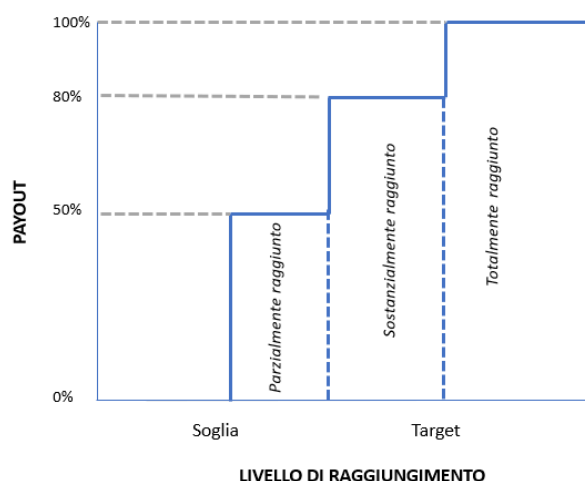 100%
80%
50%
0%
PAYOUT
Parzialmente raggiunto
Sostanzialmente raggiunto
Totalmente raggiunto
Soglia
Target
LIVELLO DI RAGGIUNGIMENTO